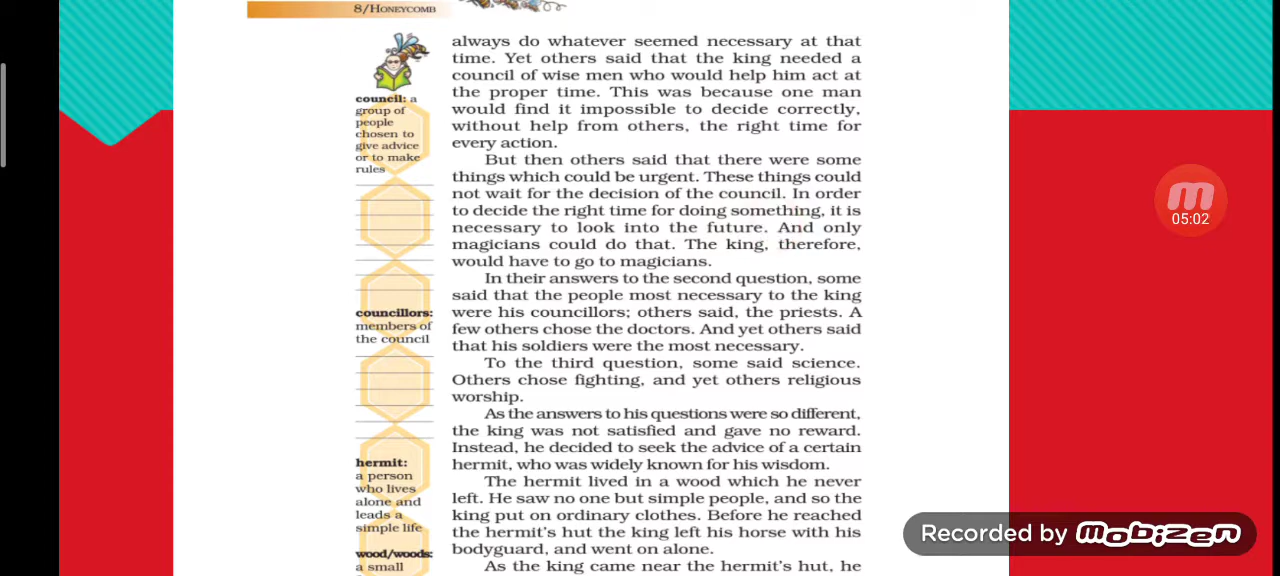 8/HONEYCOMB
always do whatever seemed necessary at that
time. Yet others said that the king needed a
council of wise men who would help him act at
the proper time. This was because one man
would find it impossible to decide correctly,
without help from others, the right time for
every action.
But then others said that there were some
things which could be urgent. These things could
not wait for the decision of the council. In order
to decide the right time for doing something, it is
necessary to look into the future. And only
magicians could do that. The king, therefore,
would have to go to magicians.
In their answers to the second question, some
said that the people most necessary to the king
were his councillors; others said, the priests. A
few others chose the doctors. And yet others said
that his soldiers were the most necessary.
To the third question, some said science.
Others chose fighting, and yet others religious
worship.
As the answers to his questions were so different,
the king was not satisfied and gave no reward.
Instead, he decided to seek the advice of a certain
hermit, who was widely known for his wisdom.
The hermit lived in a wood which he never
left. He saw no one but simple people, and so the
king put on ordinary clothes. Before he reached
the hermit's hut the king left his horse with his
bodyguard, and went on alone.
As the king came near the hermit's hut, he
council: a
group of
people
chosen to
give advice
or to make
rules
councillors:
members of
the council
hermit:
a person
who lives
alone and
leads a
simple life
wood/woods:
a small
05:02
Recorded by mobizen